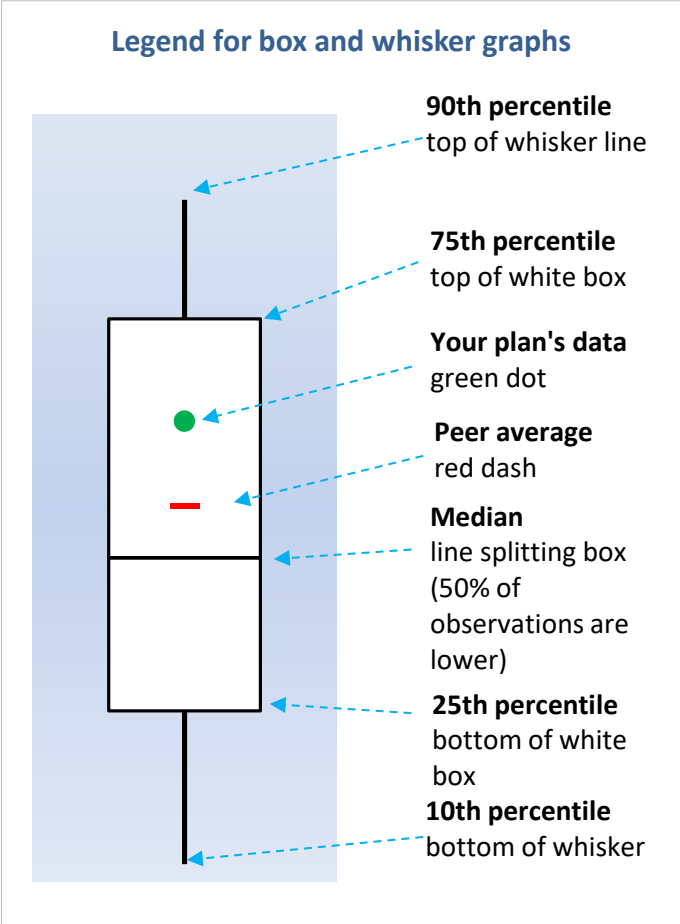 Legend for box and whisker graphs
90th percentile
top of whisker line
75th percentile
top of white box
Your plan's data
green dot
Peer average
red dash
Median
line splitting box
(50% of
observations are
lower)
25th percentile
bottom of white
box
10th percentile
bottom of whisker